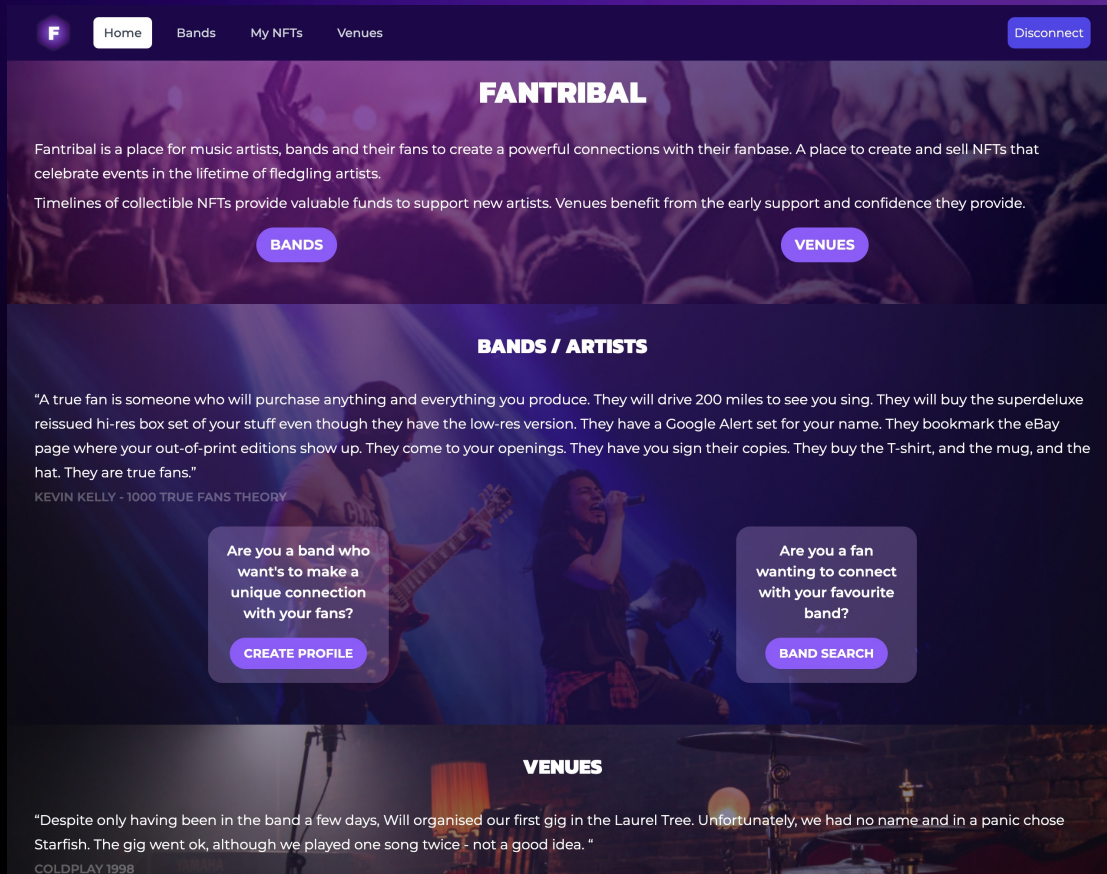 F
Home Bands My NFTs Venues Disconnect
FANTRIBAL
Fantribal is a place for music artists, bands and their fans to create a powerful connections with their fanbase. A place to create and sell NFTs that
celebrate events in the lifetime of fledgling artists.
Timelines of collectible NFTs provide valuable funds to support new artists. Venues benefit from the early support and confidence they provide.
BANDS VENUES
BANDS / ARTISTS
“A true fan is someone who will purchase anything and everything you produce. They will drive 200 miles to see you sing. They will buy the superdeluxe
reissued hi-res box set of your stuff even though they have the low-res version. They have a Google Alert set for your name. They bookmark the eBay
page where your out-of-print editions show up. They come to your openings. They have you sign their copies. They buy the T-shirt, and the mug, and the
hat. They are true fans.”
KEVIN KELLY - 1000 TRUE FANS THEORY
Are you a band who
want's to make a
unique connection
with your fans?
CREATE PROFILE
Are you a fan
wanting to connect
with your favourite
band?
BAND SEARCH
VENUES
“Despite only having been in the band a few days, Will organised our first gig in the Laurel Tree. Unfortunately, we had no name and in a panic chose
Starfish. The gig went ok, although we played one song twice - not a good idea. “
COLDPLAY 1998
YAMAHA